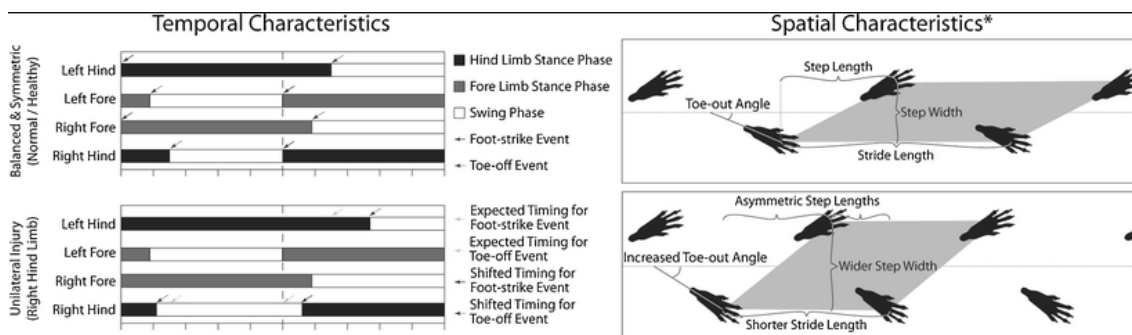 Temporal Characteristics
Spatial Characteristics*
Balanced & Symmetric
(Normal / Healthy)
Left Hind
Left Fore
Right Fore
Right Hind
Hind Limb Stance Phase
Fore Limb Stance Phase
Swing Phase
Foot-strike Event
Toe-off Event
Step Length
Toe-out Angle
Step Width
Stride Length
Unilateral Injury
(Right Hind Limb)
Left Hind
Left Fore
Right Fore
Right Hind
Expected Timing for
Foot-strike Event
Expected Timing for
Toe-off Event
Shifted Timing for
Foot-strike Event
Shifted Timing for
Toe-off Event
Asymmetric Step Lengths
Increased Toe-out Angle
Wider Step Width
Shorter Stride Length